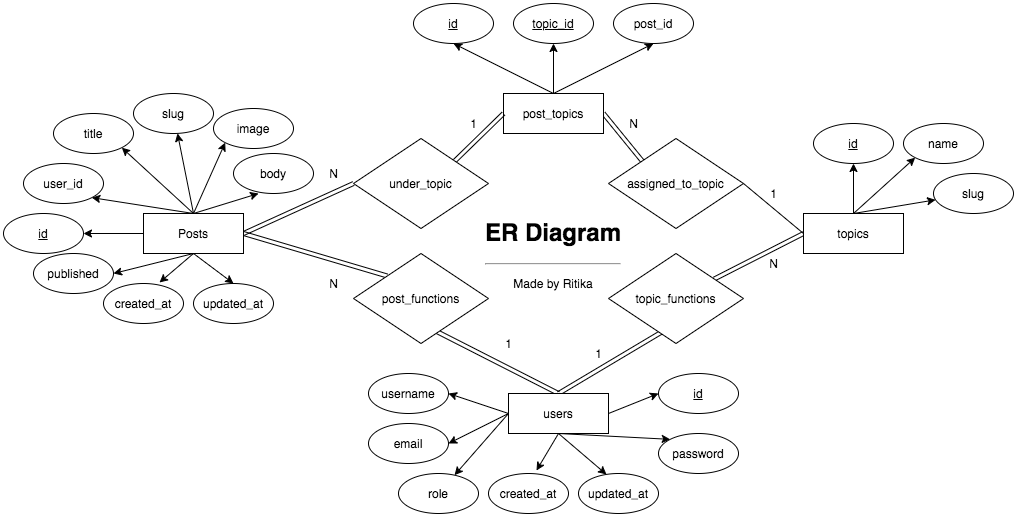 id
topic_id
post_id
post_topics
slug
title
image
body
user_id
id
Posts
published
created_at
updated_at
1
N
under_topic
N
assigned_to_topic
1
id
name
slug
topics
ER Diagram
Made by Ritika
N
post_functions
topic_functions
N
1
1
username
id
email
users
password
role
created_at
updated_at